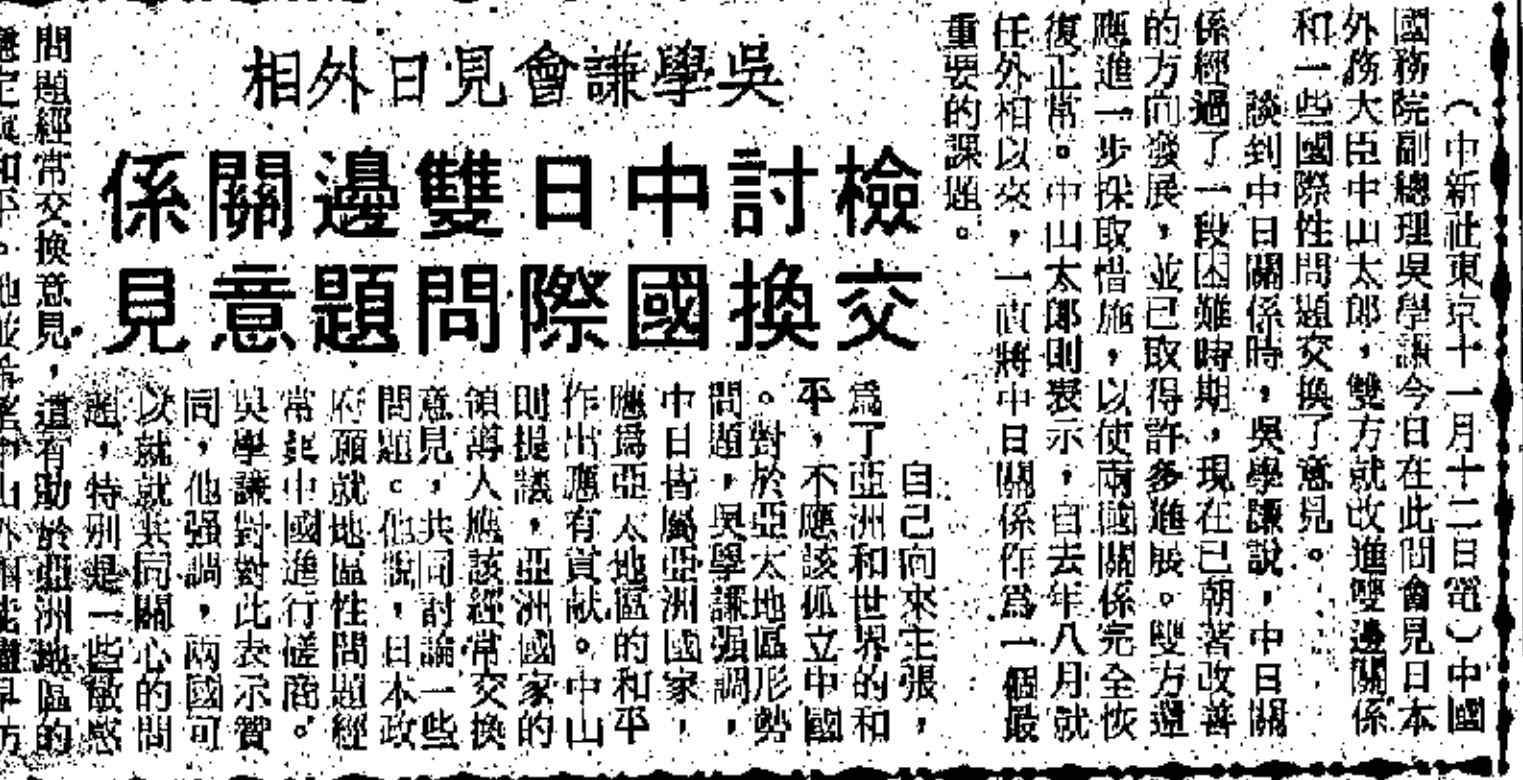 吳學謙會見日外相
檢討中日雙邊關係
交換國際問題意見
(中新社東京十一月十二日電)中國
國務院副總理吳學謙今日在此間會見日本
外務大臣中山太郎,雙方就改進雙邊關係
和一些國際性問題交換了意見。
談到中日關係時,吳學謙說,中日關
係經過了一段困難時期,現在已朝著改善
的方向發展,並已取得許多進展。雙方還
應進一步採取措施,以使兩國關係完全恢
復正常。中山太郎則表示,自去年八月就
任外相以來,一直將中日關係作爲一個最
重要的課題。
自己向來主張,
爲了亞洲和世界的和
平,不應該孤立中國
。對於亞太地區形勢
問題,吳學謙强調,
中日皆屬亞洲國家,
應爲亞太地區的和平
作出應有貢献。中山
則提議,亞洲國家的
領導人應該經常交換
意見,共同討論一些
問題。他說,日本政
府願就地區性問題經
常與中國進行磋商。
吳學謙對對此表示贊
同,他强調,兩國可
以就就共同關心的問
題,特別是一些敏感
問題經常交換意見,這有助於亞洲地區的
定與和平。他並希望中山外相能儘早訪